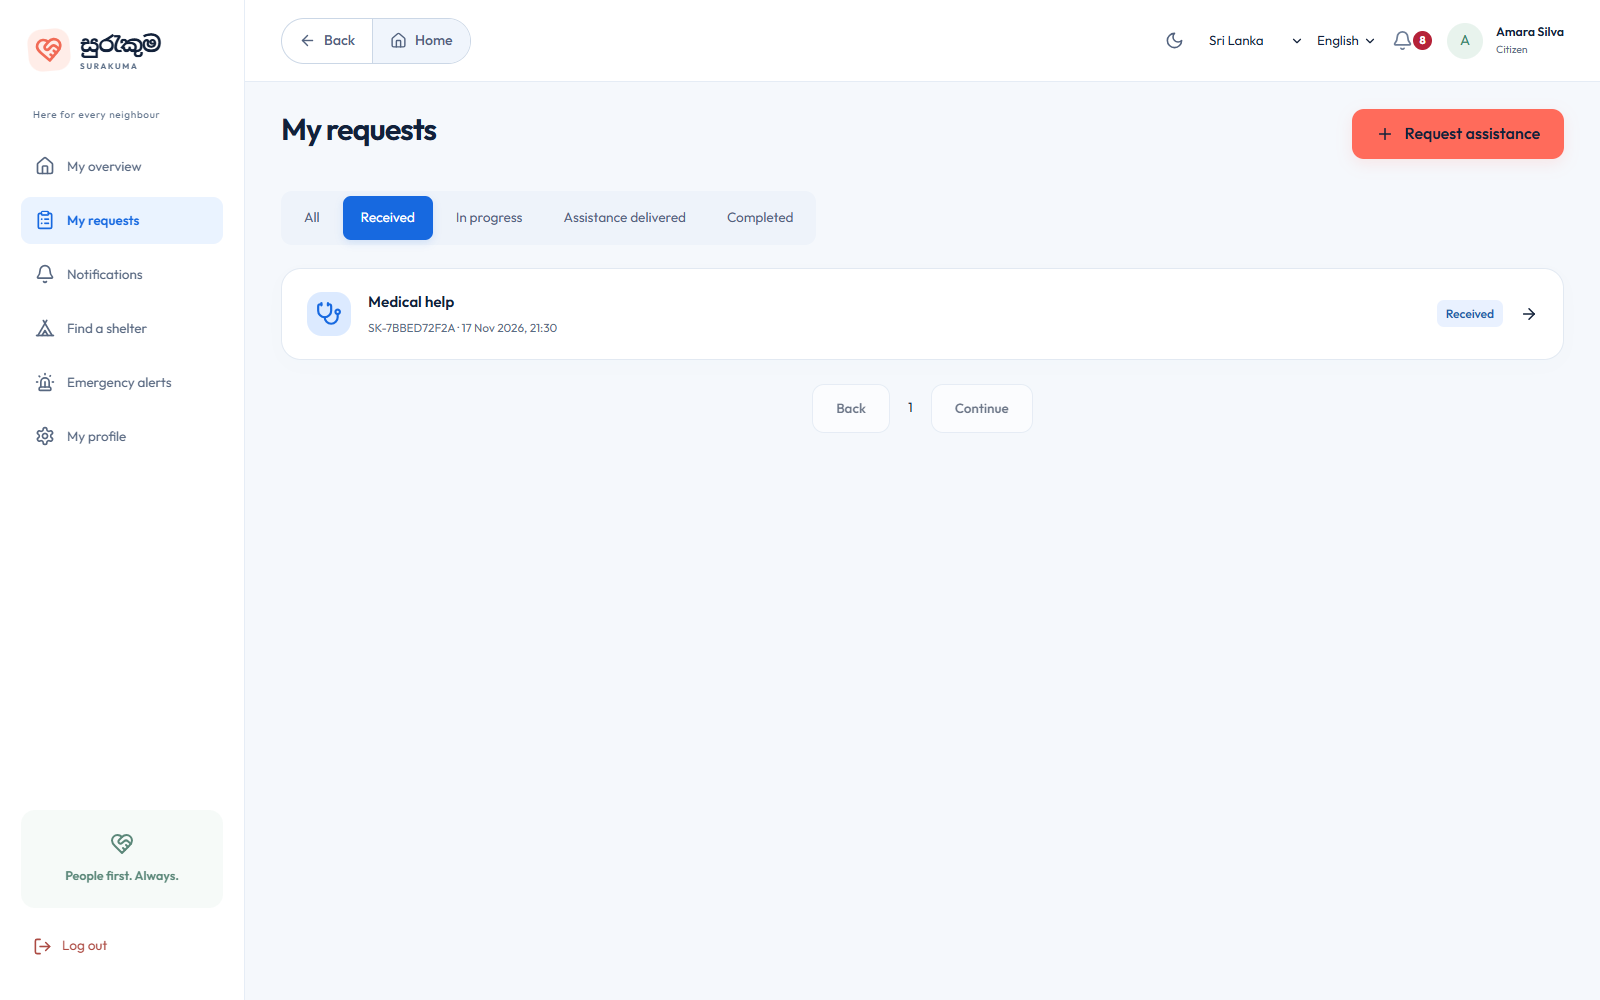 සුරැකුම
SURAKUMA
Here for every neighbour
My overview
My requests
Notifications
Find a shelter
Emergency alerts
My profile
People first. Always.
Log out
Back
Home
Sri Lanka
English
8
A
Amara Silva
Citizen
My requests
Request assistance
All
Received
In progress
Assistance delivered
Completed
Medical help
SK-7BBED72F2A · 17 Nov 2026, 21:30
Received
Back
1
Continue